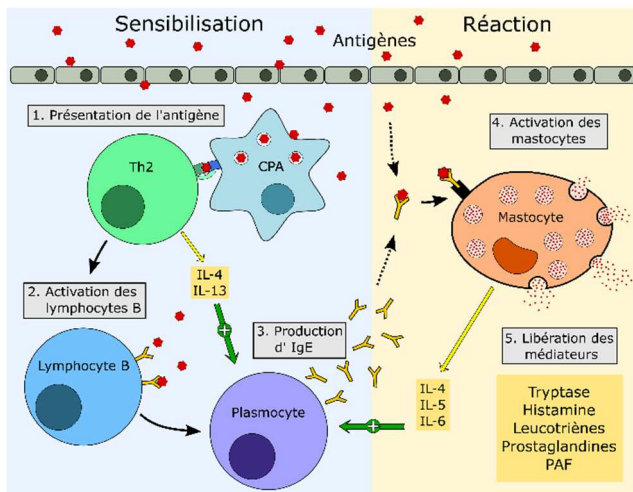 Sensibilisation
Réaction
Antigènes
1. Présentation de l'antigène
Th2
CPA
4. Activation des
mastocytes
Mastocyte
IL-4
IL-13
2. Activation des
lymphocytes B
Lymphocyte B
3. Production
d' IgE
Plasmocyte
IL-4
IL-5
IL-6
5. Libération des
médiateurs
Tryptase
Histamine
Leucotriènes
Prostaglandines
PAF